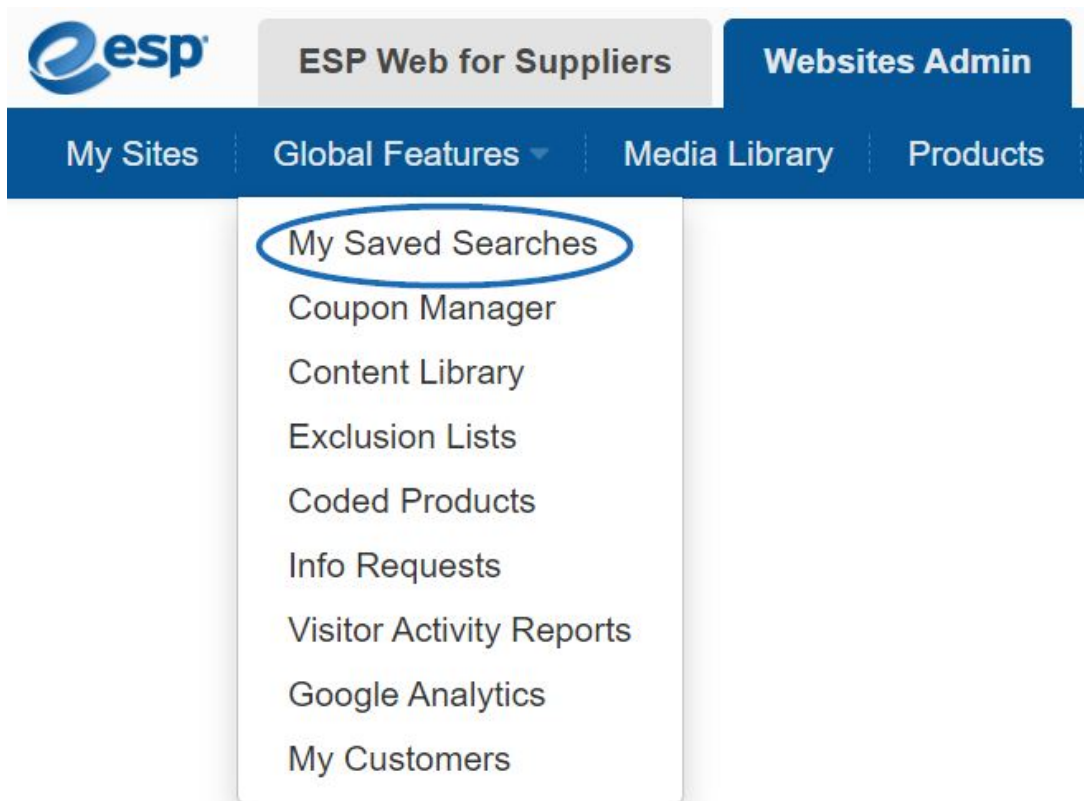 esp
ESP Web for Suppliers
Websites Admin
My Sites
Global Features
Media Library
Products
My Saved Searches
Coupon Manager
Content Library
Exclusion Lists
Coded Products
Info Requests
Visitor Activity Reports
Google Analytics
My Customers